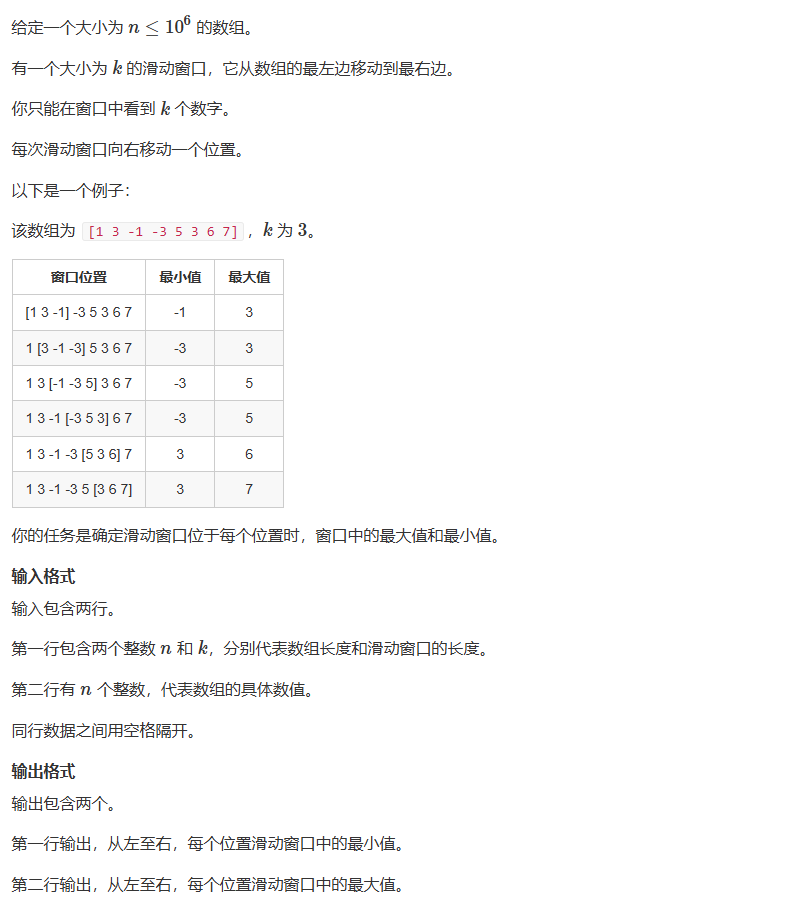 给定一个大小为 n ≤ 10⁶ 的数组。
有一个大小为 k 的滑动窗口，它从数组的最左边移动到最右边。
你只能在窗口中看到 k 个数字。
每次滑动窗口向右移动一个位置。
以下是一个例子：
该数组为 [1 3 -1 -3 5 3 6 7]，k 为 3。
窗口位置 最小值 最大值
[1 3 -1] -3 5 3 6 7 -1 3
1 [3 -1 -3] 5 3 6 7 -3 3
1 3 [-1 -3 5] 3 6 7 -3 5
1 3 -1 [-3 5 3] 6 7 -3 5
1 3 -1 -3 [5 3 6] 7 3 6
1 3 -1 -3 5 [3 6 7] 3 7
你的任务是确定滑动窗口位于每个位置时，窗口中的最大值和最小值。
输入格式
输入包含两行。
第一行包含两个整数 n 和 k，分别代表数组长度和滑动窗口的长度。
第二行有 n 个整数，代表数组的具体数值。
同行数据之间用空格隔开。
输出格式
输出包含两个。
第一行输出，从左至右，每个位置滑动窗口中的最小值。
第二行输出，从左至右，每个位置滑动窗口中的最大值。